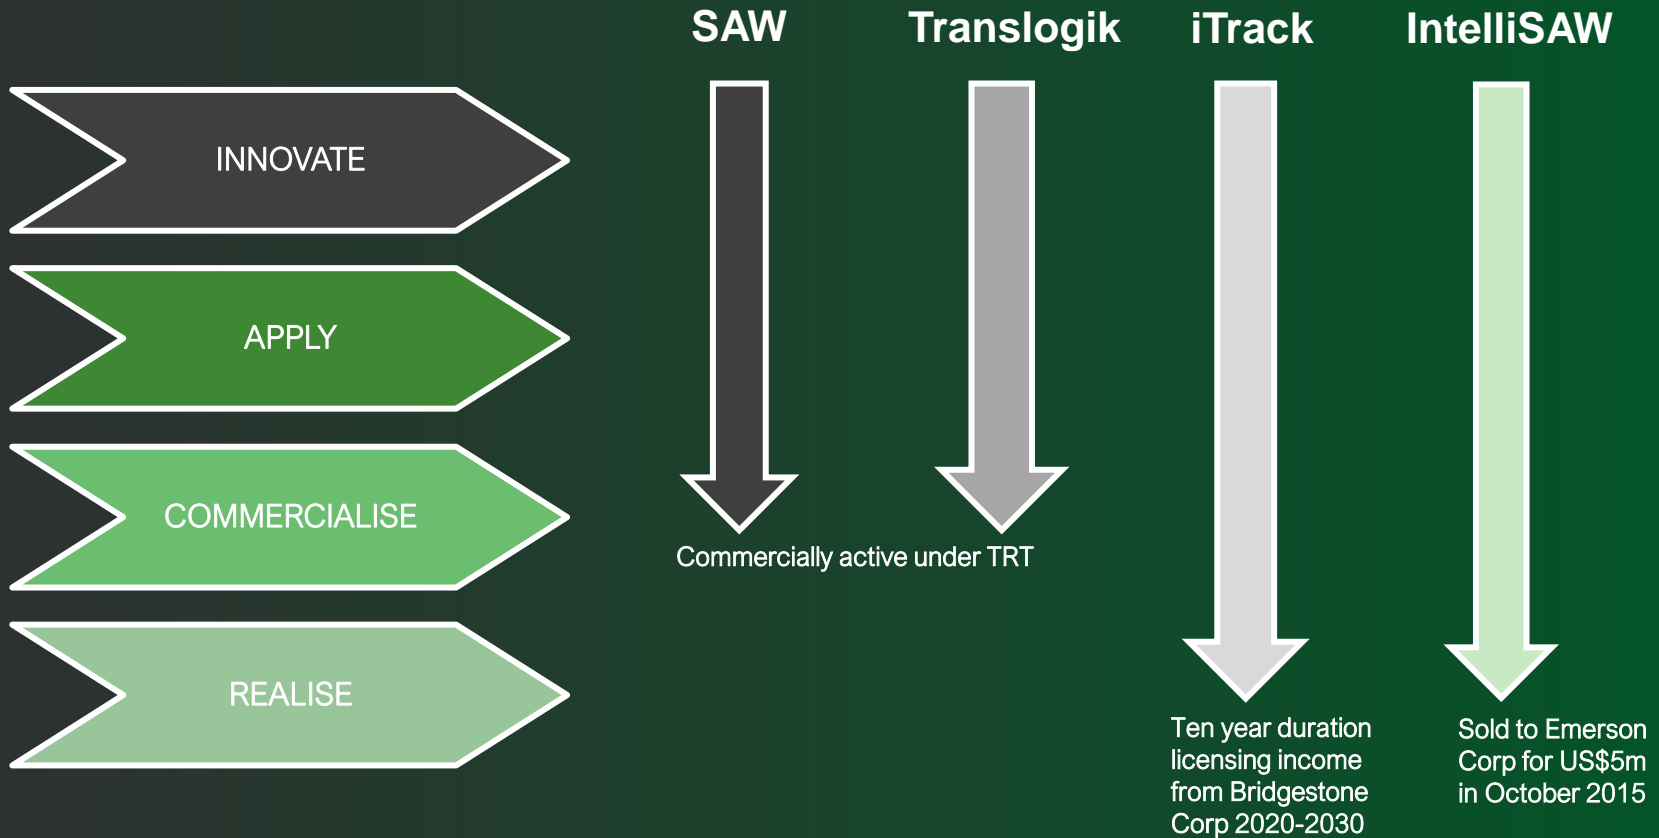 SAW
Translogik
iTrack
IntelliSAW
INNOVATE
APPLY
COMMERCIALISE
REALISE
Commercially active under TRT
Ten year duration
licensing income
from Bridgestone
Corp 2020-2030
Sold to Emerson
Corp for US$5m
in October 2015